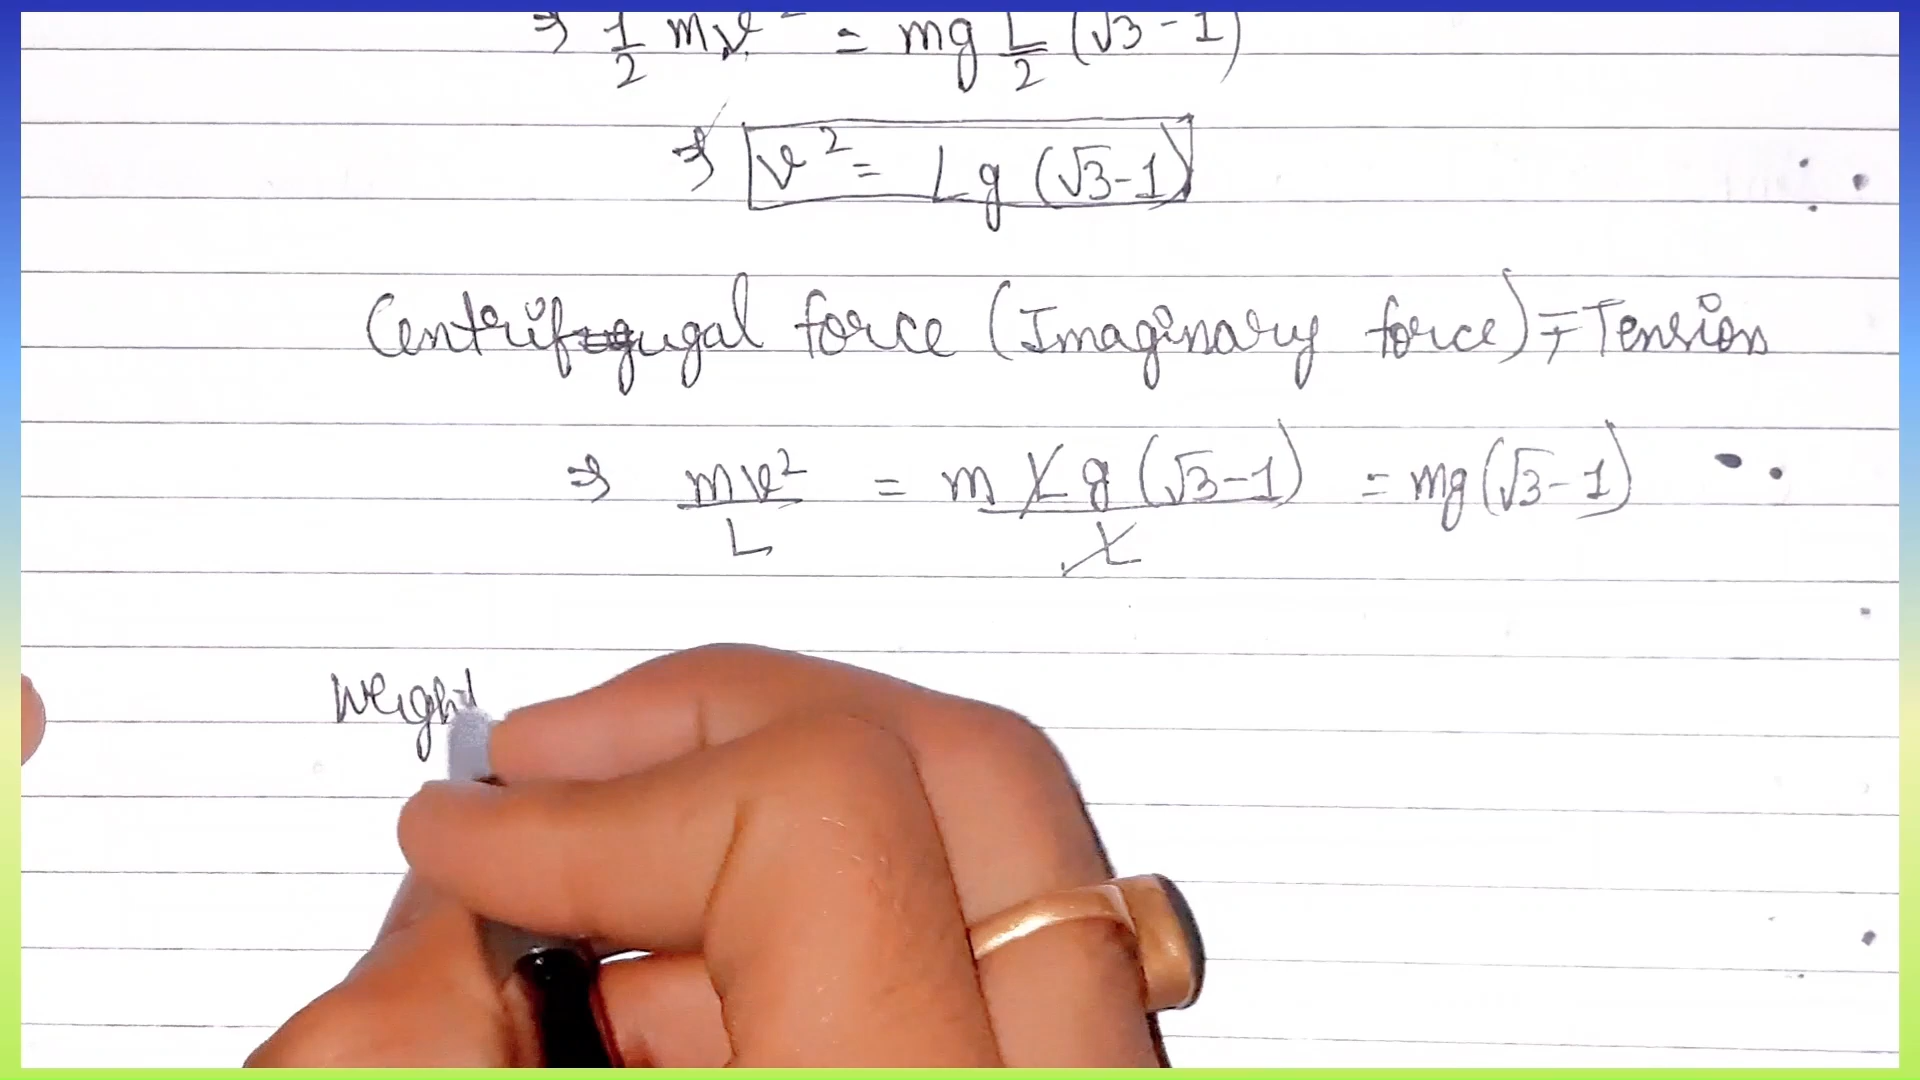 ⇒ 1/2 mv² = mg L/2 (√3-1)
⇒ v² = Lg (√3-1)
Centrifugal force (Imaginary force) = Tension
⇒ mv²/L = m L g (√3-1)/L = mg(√3-1)
Weight